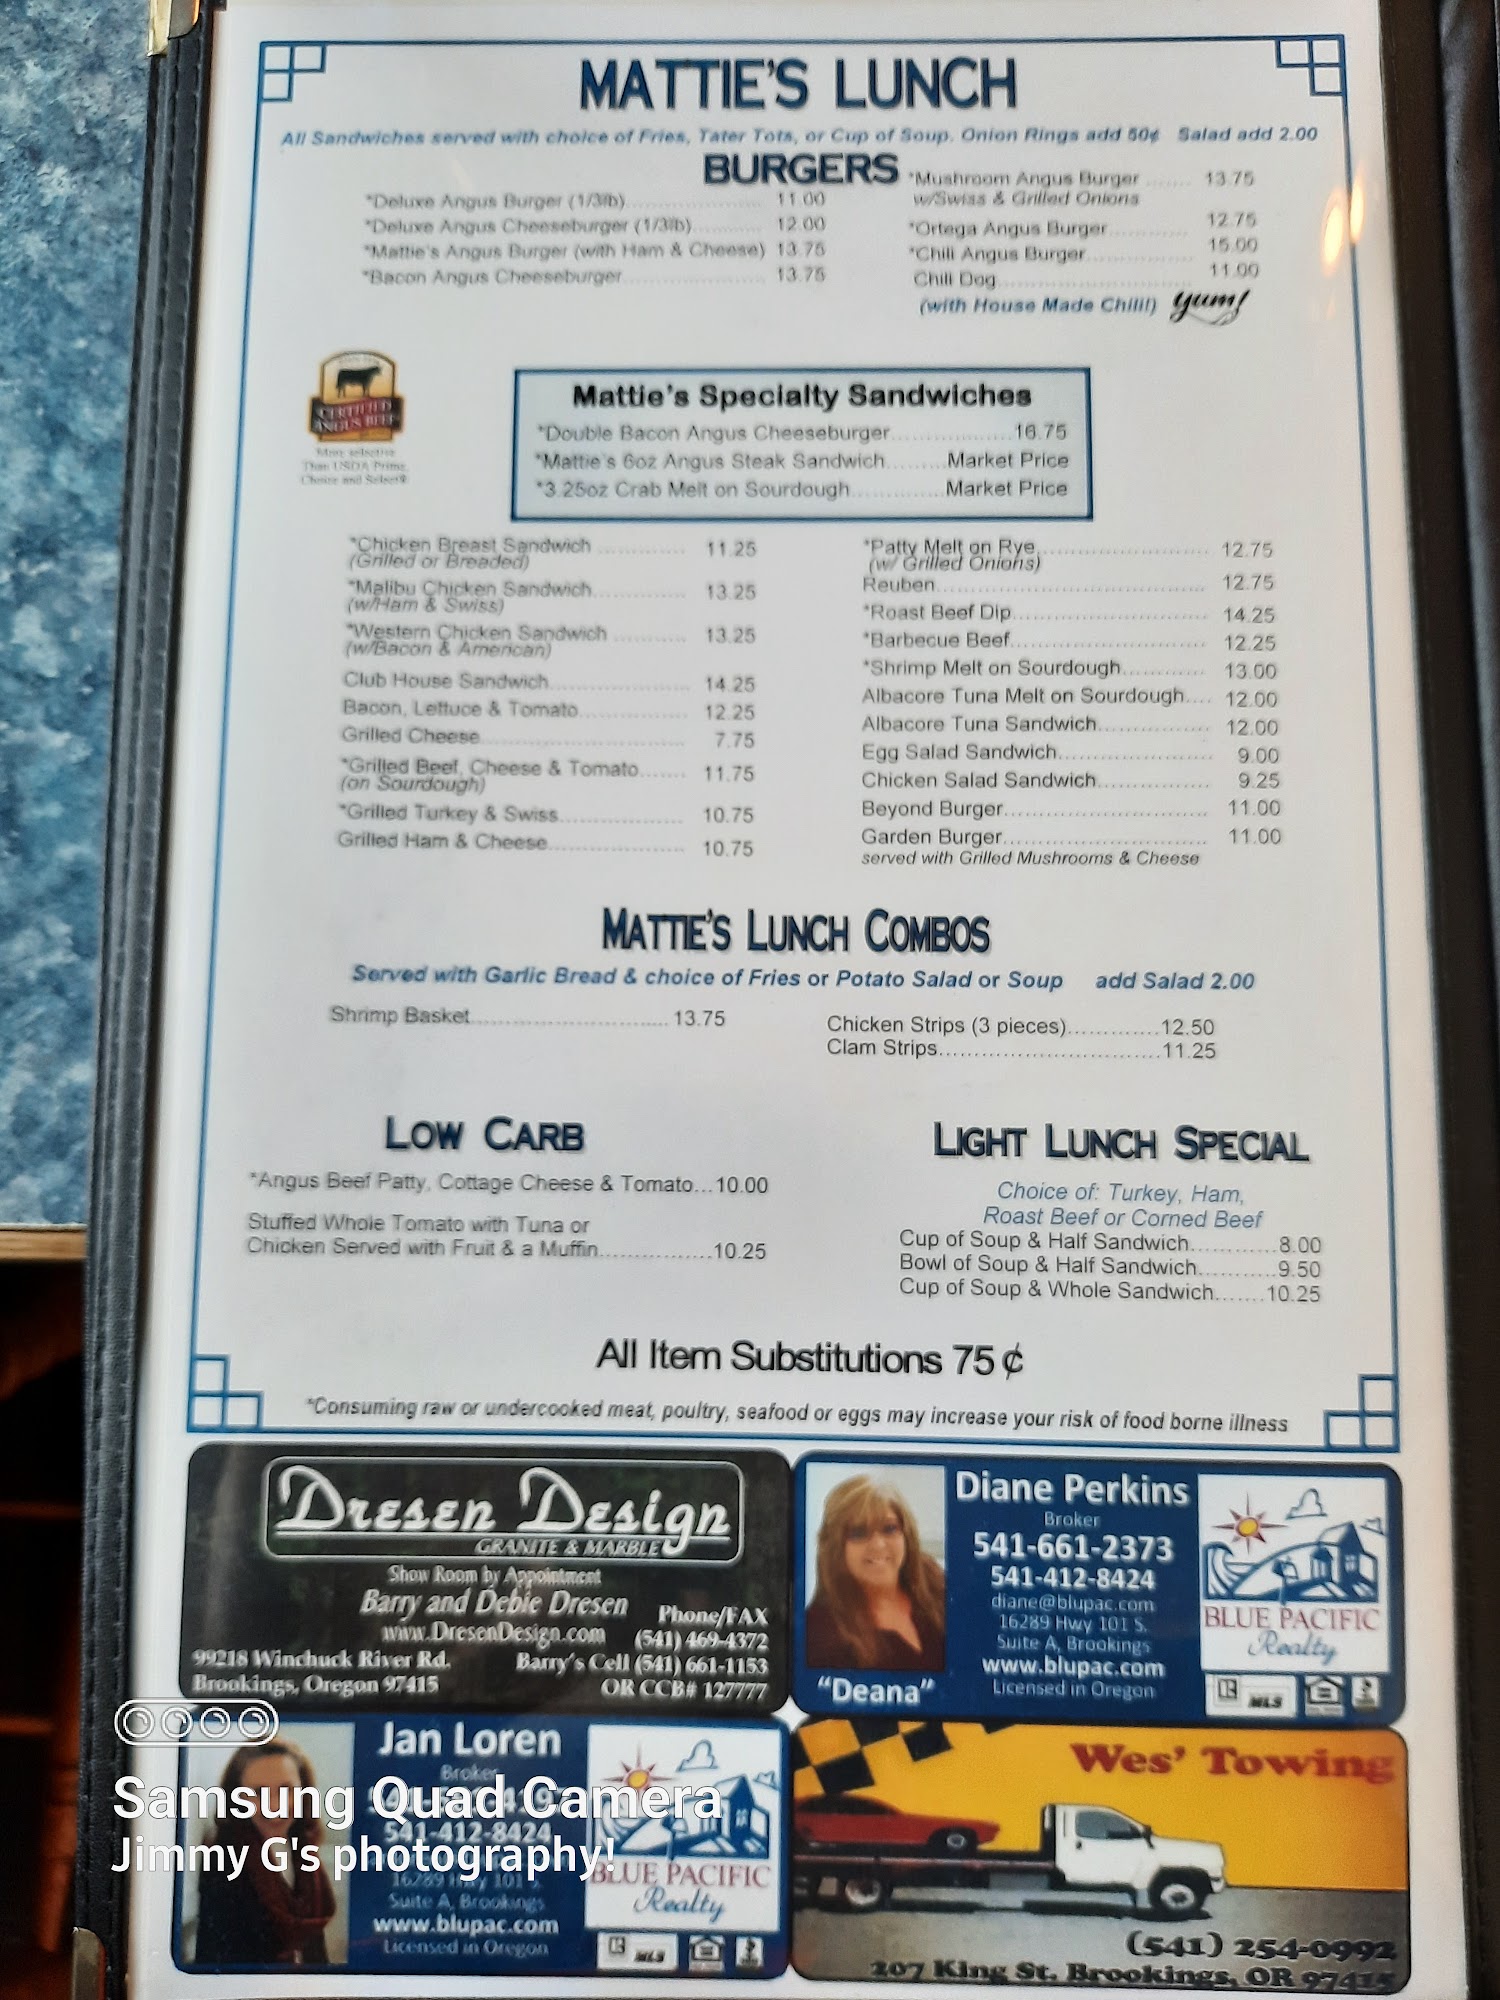 MATTIE'S LUNCH
All Sandwiches served with choice of Fries, Tater Tots, or Cup of Soup. Onion Rings add 50¢ Salad add 2.00
BURGERS
*Deluxe Angus Burger (1/3lb)..................... 11.00
*Deluxe Angus Cheeseburger (1/3lb)........... 12.00
*Mattie's Angus Burger (with Ham & Cheese) 13.75
*Bacon Angus Cheeseburger..................... 13.75
*Mushroom Angus Burger ....... 13.75
w/Swiss & Grilled Onions
*Ortega Angus Burger............ 12.75
*Chili Angus Burger................ 15.00
Chili Dog............................ 11.00
(with House Made Chili!) yum!
CERTIFIED
ANGUS BEEF
More selective
Than USDA Prime,
Choice and Select®
Mattie's Specialty Sandwiches
*Double Bacon Angus Cheeseburger...................16.75
*Mattie's 6oz Angus Steak Sandwich.........Market Price
*3.25oz Crab Melt on Sourdough..............Market Price
*Chicken Breast Sandwich .............. 11.25
(Grilled or Breaded)
*Malibu Chicken Sandwich............... 13.25
(w/Ham & Swiss)
*Western Chicken Sandwich ............ 13.25
(w/Bacon & American)
Club House Sandwich....................... 14.25
Bacon, Lettuce & Tomato.................. 12.25
Grilled Cheese.................................. 7.75
*Grilled Beef, Cheese & Tomato....... 11.75
(on Sourdough)
*Grilled Turkey & Swiss.................... 10.75
Grilled Ham & Cheese...................... 10.75
*Patty Melt on Rye........................... 12.75
(w/ Grilled Onions)
Reuben............................................ 12.75
*Roast Beef Dip................................ 14.25
*Barbecue Beef................................ 12.25
*Shrimp Melt on Sourdough............. 13.00
Albacore Tuna Melt on Sourdough.... 12.00
Albacore Tuna Sandwich.................. 12.00
Egg Salad Sandwich......................... 9.00
Chicken Salad Sandwich.................. 9.25
Beyond Burger................................. 11.00
Garden Burger................................. 11.00
served with Grilled Mushrooms & Cheese
MATTIE'S LUNCH COMBOS
Served with Garlic Bread & choice of Fries or Potato Salad or Soup add Salad 2.00
Shrimp Basket................................. 13.75
Chicken Strips (3 pieces).............12.50
Clam Strips...................................11.25
LOW CARB
*Angus Beef Patty, Cottage Cheese & Tomato...10.00
Stuffed Whole Tomato with Tuna or
Chicken Served with Fruit & a Muffin.................10.25
LIGHT LUNCH SPECIAL
Choice of: Turkey, Ham,
Roast Beef or Corned Beef
Cup of Soup & Half Sandwich............8.00
Bowl of Soup & Half Sandwich...........9.50
Cup of Soup & Whole Sandwich.......10.25
All Item Substitutions 75 ¢
*Consuming raw or undercooked meat, poultry, seafood or eggs may increase your risk of food borne illness
Dresen Design
GRANITE & MARBLE
Show Room by Appointment
Barry and Debie Dresen
www.DresenDesign.com
99218 Winchuck River Rd.
Brookings, Oregon 97415
Phone/FAX
(541) 469-4372
Barry's Cell (541) 661-1153
OR CCB# 127777
Diane Perkins
Broker
541-661-2373
541-412-8424
diane@blupac.com
16289 Hwy 101 S.
Suite A, Brookings
www.blupac.com
Licensed in Oregon
"Deana"
BLUE PACIFIC
Realty
MLS
Jan Loren
Broker
541-412-8424
16289 Hwy 101 S.
Suite A, Brookings
www.blupac.com
Licensed in Oregon
BLUE PACIFIC
Realty
MLS
Wes' Towing
(541) 254-0992
207 King St. Brookings, OR 97415
Samsung Quad Camera
Jimmy G's photography!